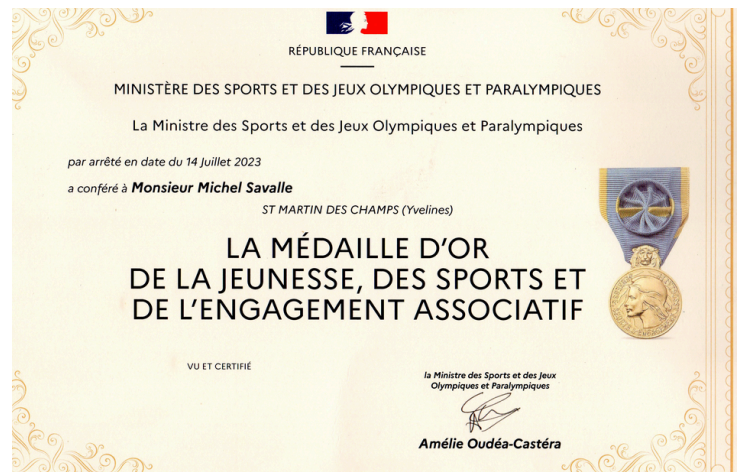 RÉPUBLIQUE FRANÇAISE
MINISTÈRE DES SPORTS ET DES JEUX OLYMPIQUES ET PARALYMPIQUES
La Ministre des Sports et des Jeux Olympiques et Paralympiques
par arrêté en date du 14 Juillet 2023
a conféré à Monsieur Michel Savalle
ST MARTIN DES CHAMPS (Yvelines)
LA MÉDAILLE D'OR
DE LA JEUNESSE, DES SPORTS ET
DE L'ENGAGEMENT ASSOCIATIF
VU ET CERTIFIÉ
la Ministre des Sports et des Jeux
Olympiques et Paralympiques
Amélie Oudéa-Castéra